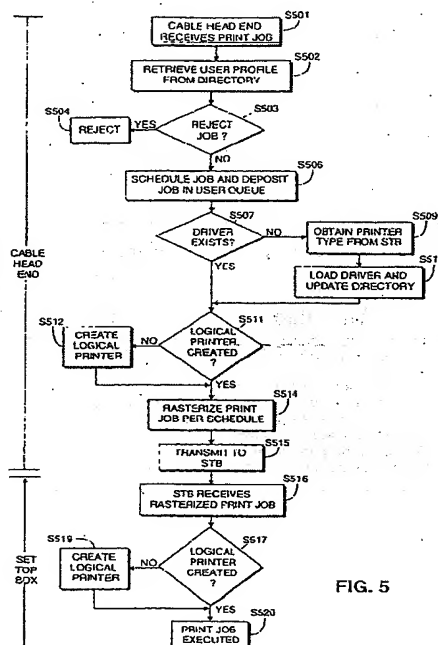 S501
CABLE HEAD END
RECEIVES PRINT JOB
S502
RETRIEVE USER PROFILE
FROM DIRECTORY
S504
REJECT
YES
S503
REJECT
JOB ?
NO
S506
SCHEDULE JOB AND DEPOSIT
JOB IN USER QUEUE
S507
DRIVER
EXISTS?
NO
S509
OBTAIN PRINTER
TYPE FROM STB
YES
S51
LOAD DRIVER AND
UPDATE DIRECTORY
CABLE
HEAD
END
S511
LOGICAL
PRINTER
CREATED
?
S512
CREATE
LOGICAL
PRINTER
NO
YES
S514
RASTERIZE PRINT
JOB PER SCHEDULE
S515
TRANSMIT TO
STB
S516
STB RECEIVES
RASTERIZED PRINT JOB
SET
TOP
BOX
S517
LOGICAL
PRINTER
CREATED
?
S519
CREATE
LOGICAL
PRINTER
NO
YES
S520
PRINT JOB
EXECUTED
FIG. 5